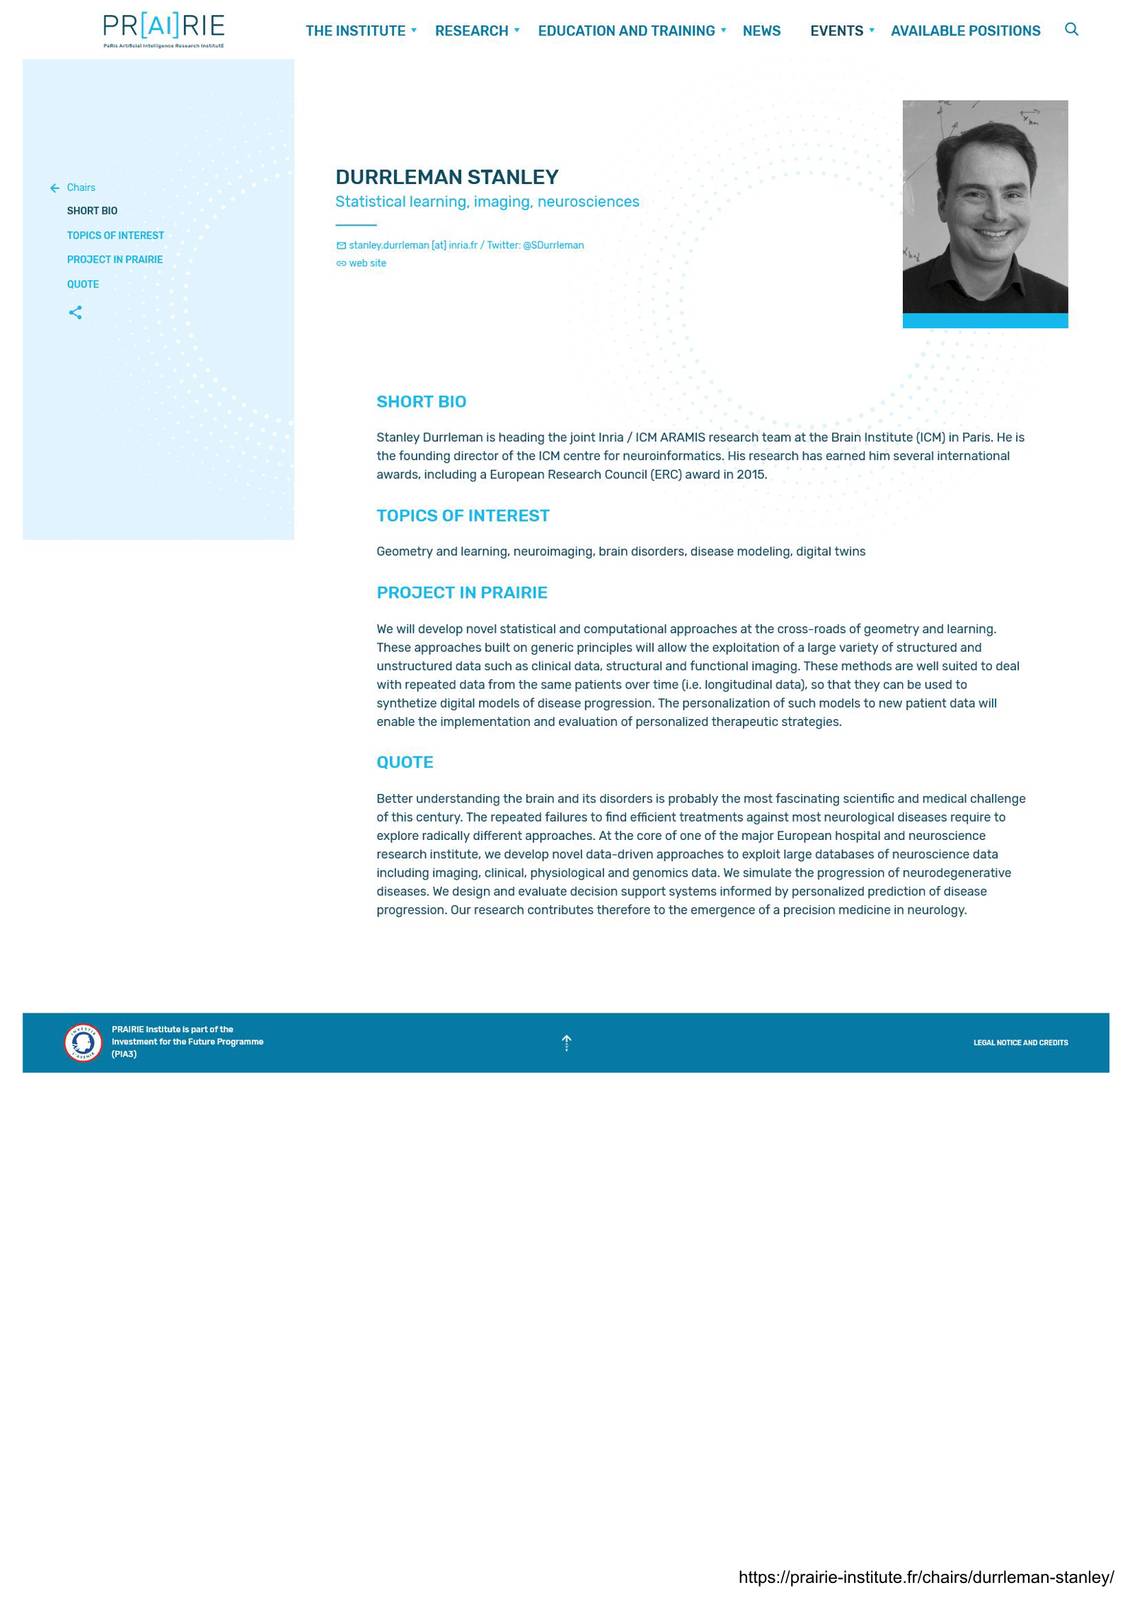 PR[AI]RIE
PaRis Artificial Intelligence Research InstitutE
THE INSTITUTE
RESEARCH
EDUCATION AND TRAINING
NEWS
EVENTS
AVAILABLE POSITIONS
Chairs
SHORT BIO
TOPICS OF INTEREST
PROJECT IN PRAIRIE
QUOTE
DURRLEMAN STANLEY
Statistical learning, imaging, neurosciences
stanley.durrleman [at] inria.fr / Twitter: @SDurrleman
web site
SHORT BIO
Stanley Durrleman is heading the joint Inria / ICM ARAMIS research team at the Brain Institute (ICM) in Paris. He is
the founding director of the ICM centre for neuroinformatics. His research has earned him several international
awards, including a European Research Council (ERC) award in 2015.
TOPICS OF INTEREST
Geometry and learning, neuroimaging, brain disorders, disease modeling, digital twins
PROJECT IN PRAIRIE
We will develop novel statistical and computational approaches at the cross-roads of geometry and learning.
These approaches built on generic principles will allow the exploitation of a large variety of structured and
unstructured data such as clinical data, structural and functional imaging. These methods are well suited to deal
with repeated data from the same patients over time (i.e. longitudinal data), so that they can be used to
synthetize digital models of disease progression. The personalization of such models to new patient data will
enable the implementation and evaluation of personalized therapeutic strategies.
QUOTE
Better understanding the brain and its disorders is probably the most fascinating scientific and medical challenge
of this century. The repeated failures to find efficient treatments against most neurological diseases require to
explore radically different approaches. At the core of one of the major European hospital and neuroscience
research institute, we develop novel data-driven approaches to exploit large databases of neuroscience data
including imaging, clinical, physiological and genomics data. We simulate the progression of neurodegenerative
diseases. We design and evaluate decision support systems informed by personalized prediction of disease
progression. Our research contributes therefore to the emergence of a precision medicine in neurology.
PRAIRIE Institute is part of the
Investment for the Future Programme
(PIA3)
LEGAL NOTICE AND CREDITS
https://prairie-institute.fr/chairs/durrleman-stanley/